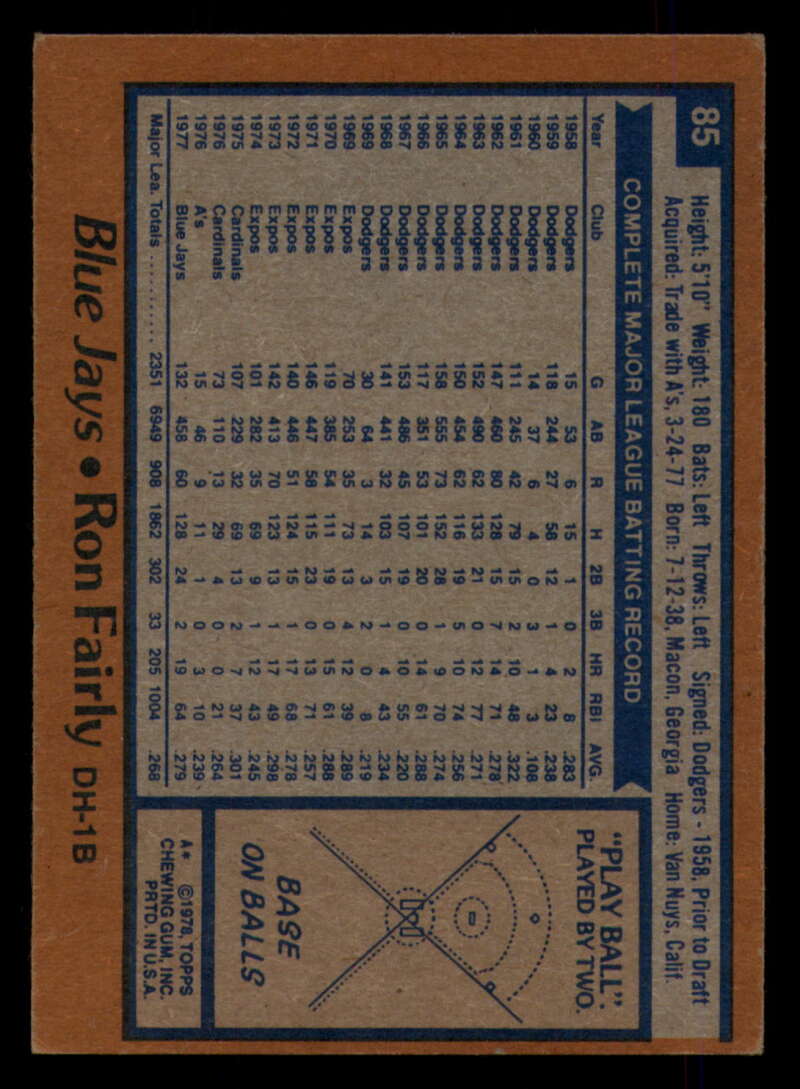 85
Height: 5'10" Weight: 180 Bats: Left Throws: Left Signed: Dodgers - 1958, Prior to Draft
Acquired: Trade with A's, 3-24-77 Born: 7-12-38, Macon, Georgia Home: Van Nuys, Calif.
COMPLETE MAJOR LEAGUE BATTING RECORD
Year Club G AB R H 2B 3B HR RBI AVG.
1958 Dodgers 15 53 6 15 1 0 2 8 .283
1959 Dodgers 118 244 27 58 12 1 4 23 .238
1960 Dodgers 14 37 6 4 0 3 1 3 .108
1961 Dodgers 111 245 42 79 15 2 10 48 .322
1962 Dodgers 147 460 80 128 15 7 14 71 .278
1963 Dodgers 152 490 62 133 21 0 12 77 .271
1964 Dodgers 150 454 62 116 19 5 10 74 .256
1965 Dodgers 158 555 73 152 28 1 9 70 .274
1966 Dodgers 117 351 53 101 20 0 14 61 .288
1967 Dodgers 153 486 45 107 19 0 10 55 .220
1968 Dodgers 141 441 32 103 15 1 4 43 .234
1969 Dodgers 30 64 3 14 3 2 0 8 .219
1969 Expos 70 253 35 73 13 4 12 39 .289
1970 Expos 119 385 54 111 19 0 15 61 .288
1971 Expos 146 447 58 115 23 0 13 71 .257
1972 Expos 140 446 51 124 15 1 17 68 .278
1973 Expos 142 413 70 123 13 1 17 49 .298
1974 Expos 101 282 35 69 9 1 12 43 .245
1975 Cardinals 107 229 32 69 13 2 7 37 .301
1976 Cardinals 73 110 13 29 4 0 0 21 .264
1976 A's 15 46 9 11 1 0 3 10 .239
1977 Blue Jays 132 458 60 128 24 2 19 64 .279
Major Lea. Totals ........... 2351 6949 908 1862 302 33 205 1004 .268
"PLAY BALL".
PLAYED BY TWO.
BASE
ON BALLS
A* ©1978, TOPPS
CHEWING GUM, INC.
PRTD. IN U.S.A.
Blue Jays • Ron Fairly DH-1B